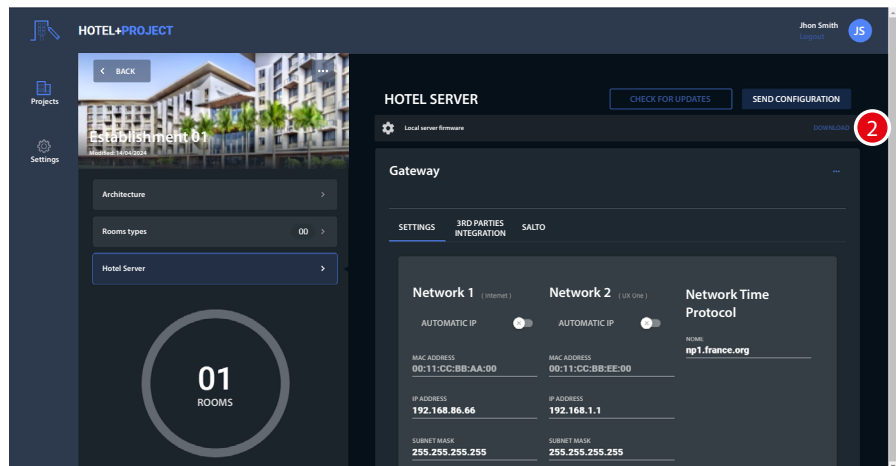 HOTEL+PROJECT
Jhon Smith
Logout
JS
Projects
Settings
BACK
Establishment 01
Modified: 14/04/2024
Architecture
Rooms types 00
Hotel Server
01
ROOMS
HOTEL SERVER
CHECK FOR UPDATES
SEND CONFIGURATION
Local server firmware
DOWNLOAD
2
Gateway
SETTINGS
3RD PARTIES
INTEGRATION
SALTO
Network 1 ( Internet )
AUTOMATIC IP
MAC ADDRESS
00:11:CC:BB:AA:00
IP ADDRESS
192.168.86.66
SUBNET MASK
255.255.255.255
Network 2 ( UX One )
AUTOMATIC IP
MAC ADDRESS
00:11:CC:BB:EE:00
IP ADDRESS
192.168.1.1
SUBNET MASK
255.255.255.255
Network Time
Protocol
NOME
np1.france.org